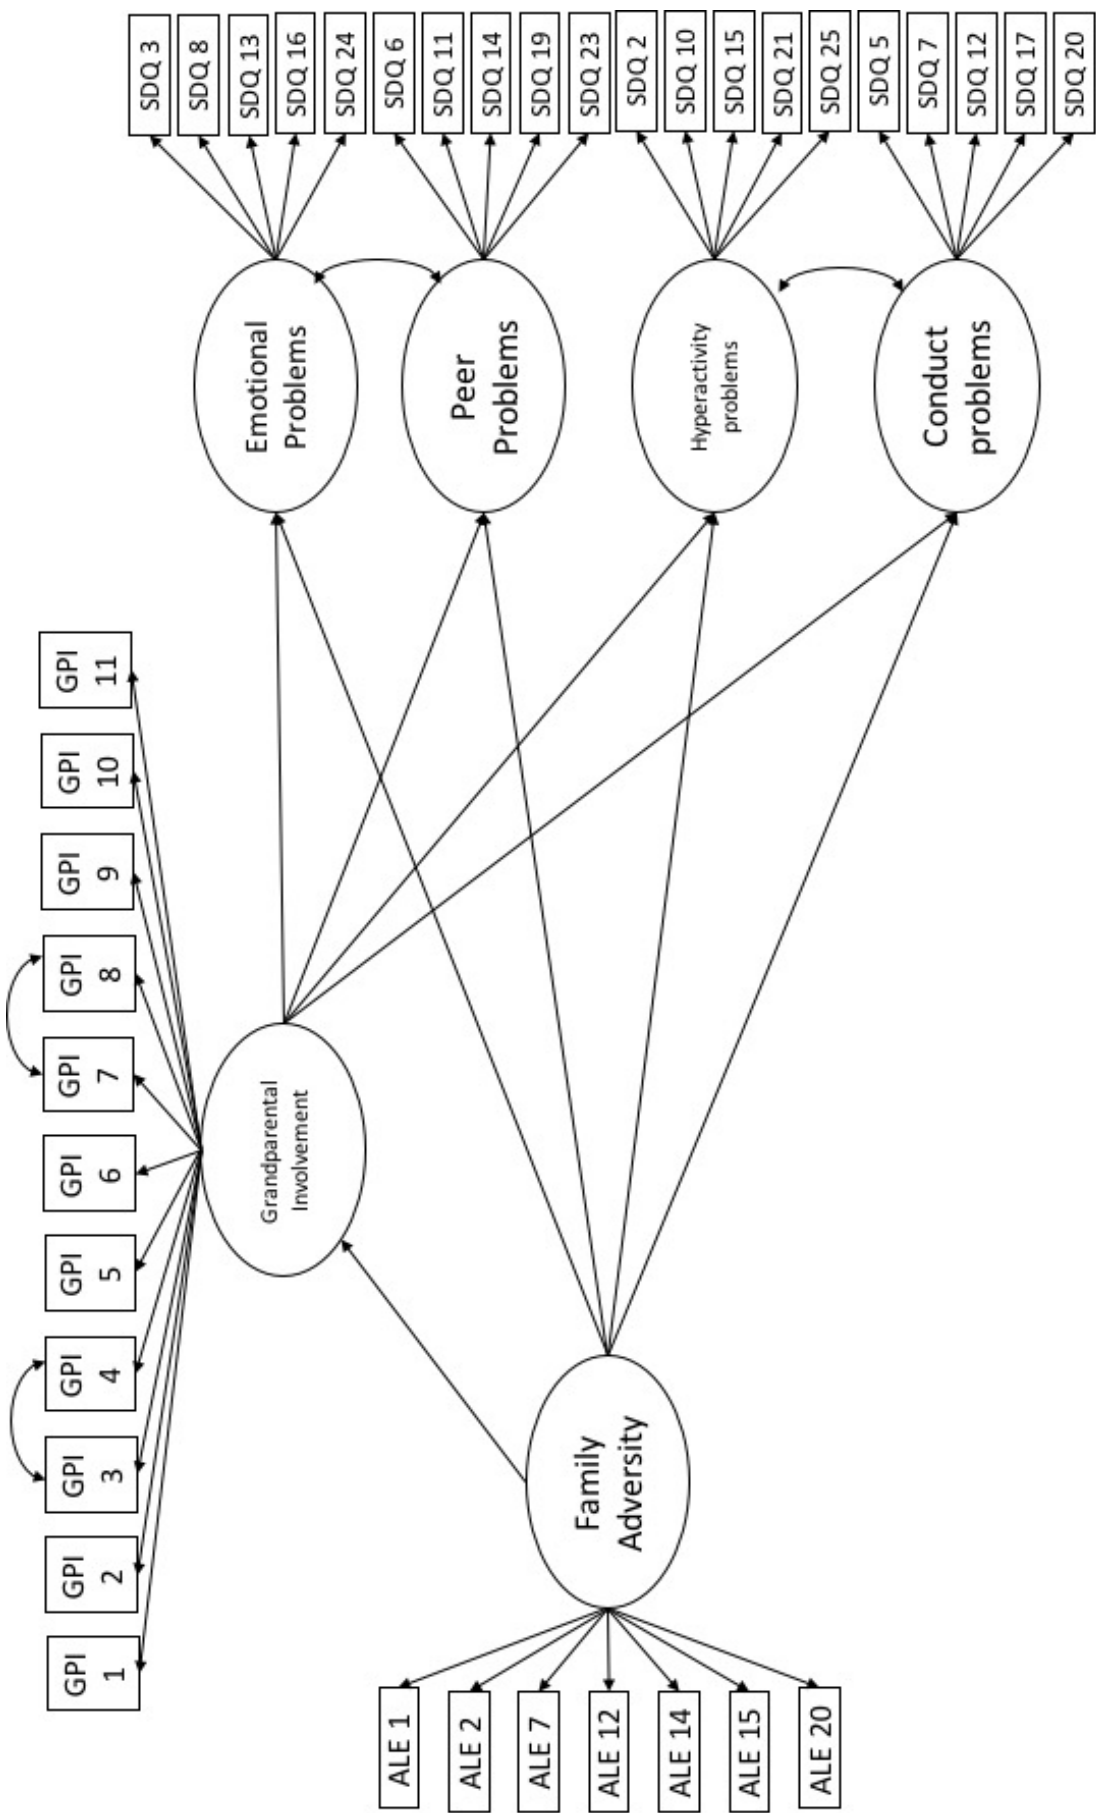 GPI
1
GPI
2
GPI
3
GPI
4
GPI
5
GPI
6
GPI
7
GPI
8
GPI
9
GPI
10
GPI
11
ALE 1
ALE 2
ALE 7
ALE 12
ALE 14
ALE 15
ALE 20
Family
Adversity
Grandparental
Involvement
Emotional
Problems
Peer
Problems
Hyperactivity
problems
Conduct
problems
SDQ 3
SDQ 8
SDQ 13
SDQ 16
SDQ 24
SDQ 6
SDQ 11
SDQ 14
SDQ 19
SDQ 23
SDQ 2
SDQ 10
SDQ 15
SDQ 21
SDQ 25
SDQ 5
SDQ 7
SDQ 12
SDQ 17
SDQ 20